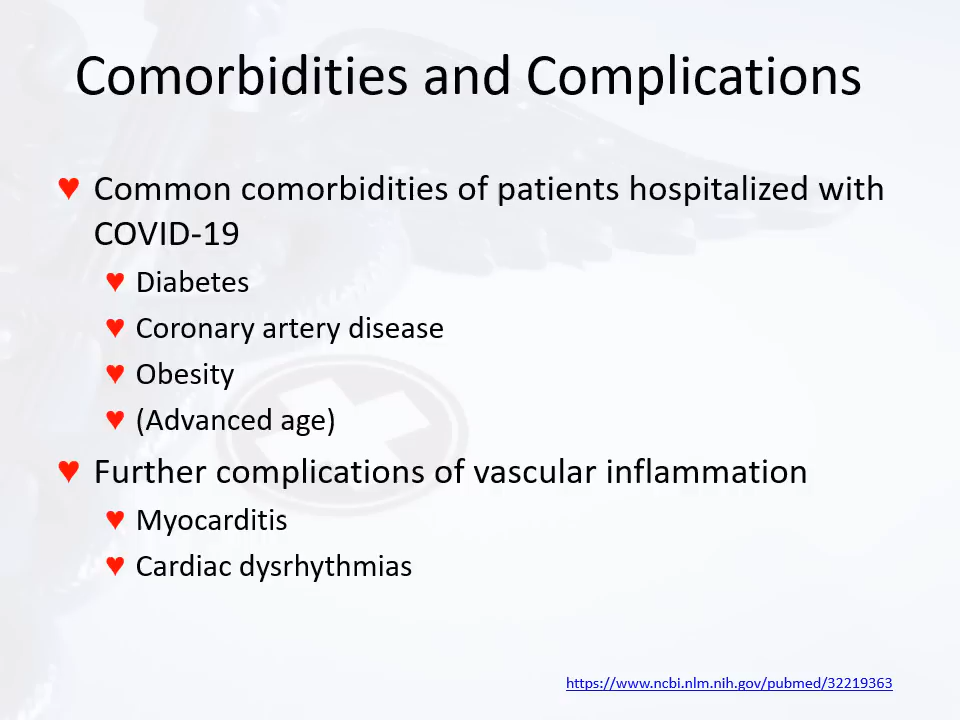 Comorbidities and Complications
♥ Common comorbidities of patients hospitalized with
COVID-19
♥ Diabetes
♥ Coronary artery disease
♥ Obesity
♥ (Advanced age)
♥ Further complications of vascular inflammation
♥ Myocarditis
♥ Cardiac dysrhythmias
https://www.ncbi.nlm.nih.gov/pubmed/32219363